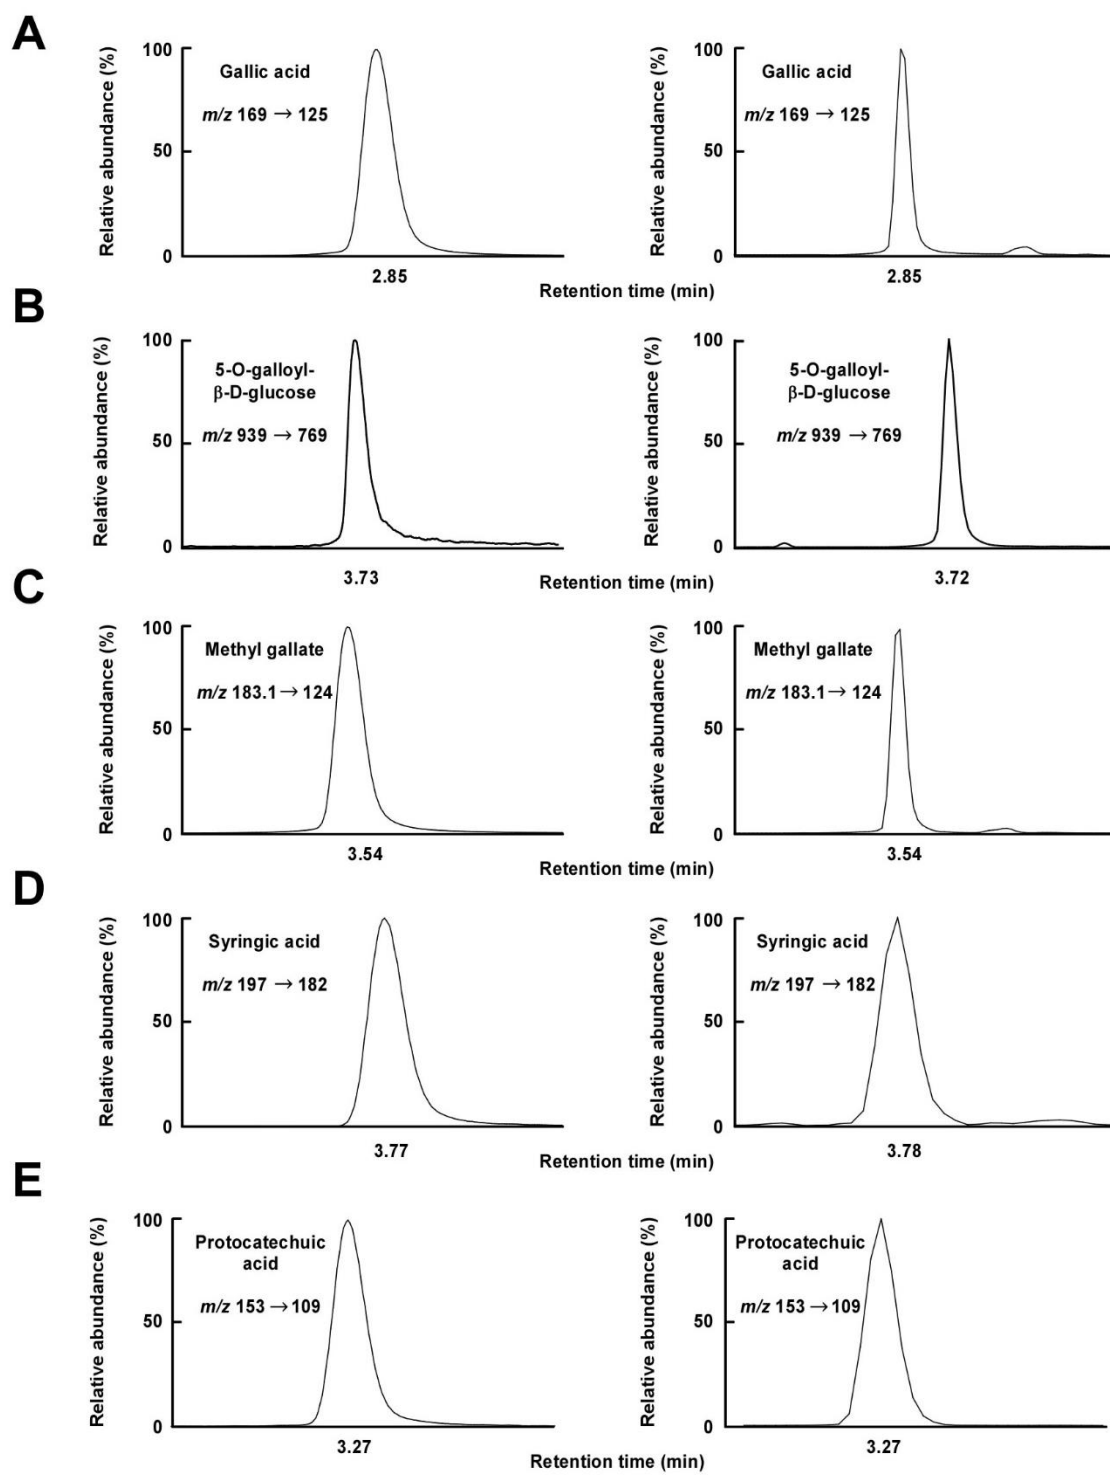 A
Relative abundance (%)
100
50
0
Gallic acid
m/z 169 → 125
2.85
Relative abundance (%)
100
50
0
Gallic acid
m/z 169 → 125
2.85
Retention time (min)
B
Relative abundance (%)
100
50
0
5-O-galloyl-
β-D-glucose
m/z 939 → 769
3.73
Relative abundance (%)
100
50
0
5-O-galloyl-
β-D-glucose
m/z 939 → 769
3.72
Retention time (min)
C
Relative abundance (%)
100
50
0
Methyl gallate
m/z 183.1 → 124
3.54
Relative abundance (%)
100
50
0
Methyl gallate
m/z 183.1 → 124
3.54
Retention time (min)
D
Relative abundance (%)
100
50
0
Syringic acid
m/z 197 → 182
3.77
Relative abundance (%)
100
50
0
Syringic acid
m/z 197 → 182
3.78
Retention time (min)
E
Relative abundance (%)
100
50
0
Protocatechuic
acid
m/z 153 → 109
3.27
Relative abundance (%)
100
50
0
Protocatechuic
acid
m/z 153 → 109
3.27
Retention time (min)